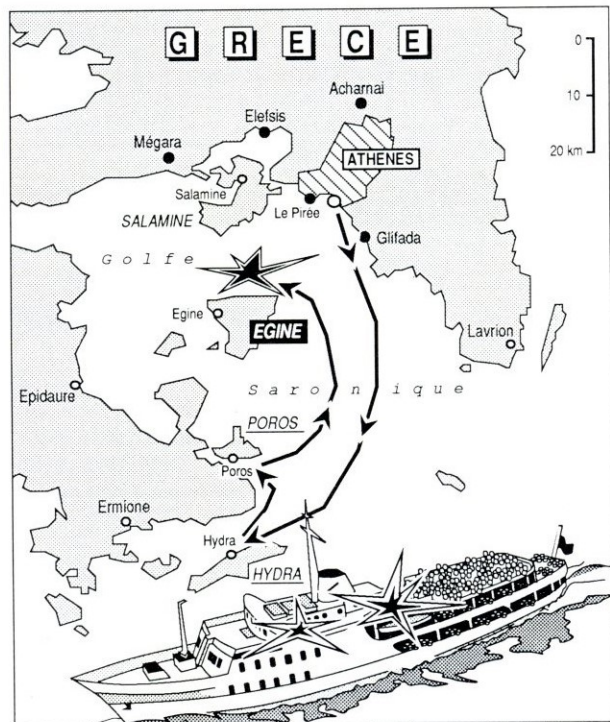 GRECE
0
10
20 km
Acharnai
Elefsis
Mégara
ATHENES
Salamine
Le Pirée
SALAMINE
Glifada
Golfe
Egine
EGINE
Lavrion
Saronique
Epidaure
POROS
Poros
Ermione
Hydra
HYDRA